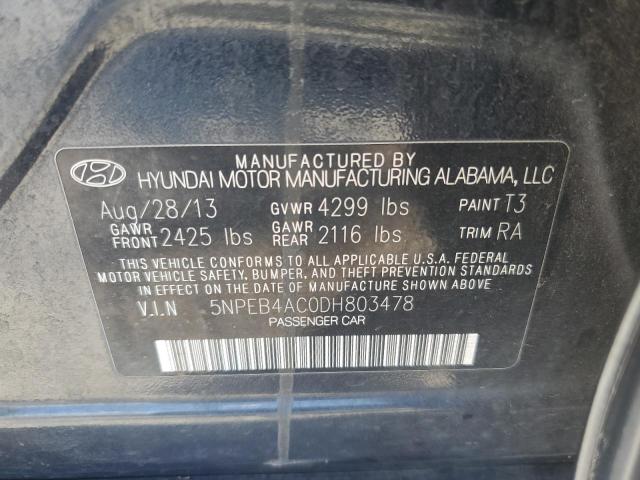 MANUFACTURED BY
HYUNDAI MOTOR MANUFACTURING ALABAMA, LLC
Aug/28/13 GVWR 4299 lbs PAINT T3
GAWR FRONT 2425 lbs GAWR REAR 2116 lbs TRIM RA
THIS VEHICLE CONFORMS TO ALL APPLICABLE U.S.A. FEDERAL
MOTOR VEHICLE SAFETY, BUMPER, AND THEFT PREVENTION STANDARDS
IN EFFECT ON THE DATE OF MANUFACTURE SHOWN ABOVE
V.I.N 5NPEB4AC0DH803478
PASSENGER CAR